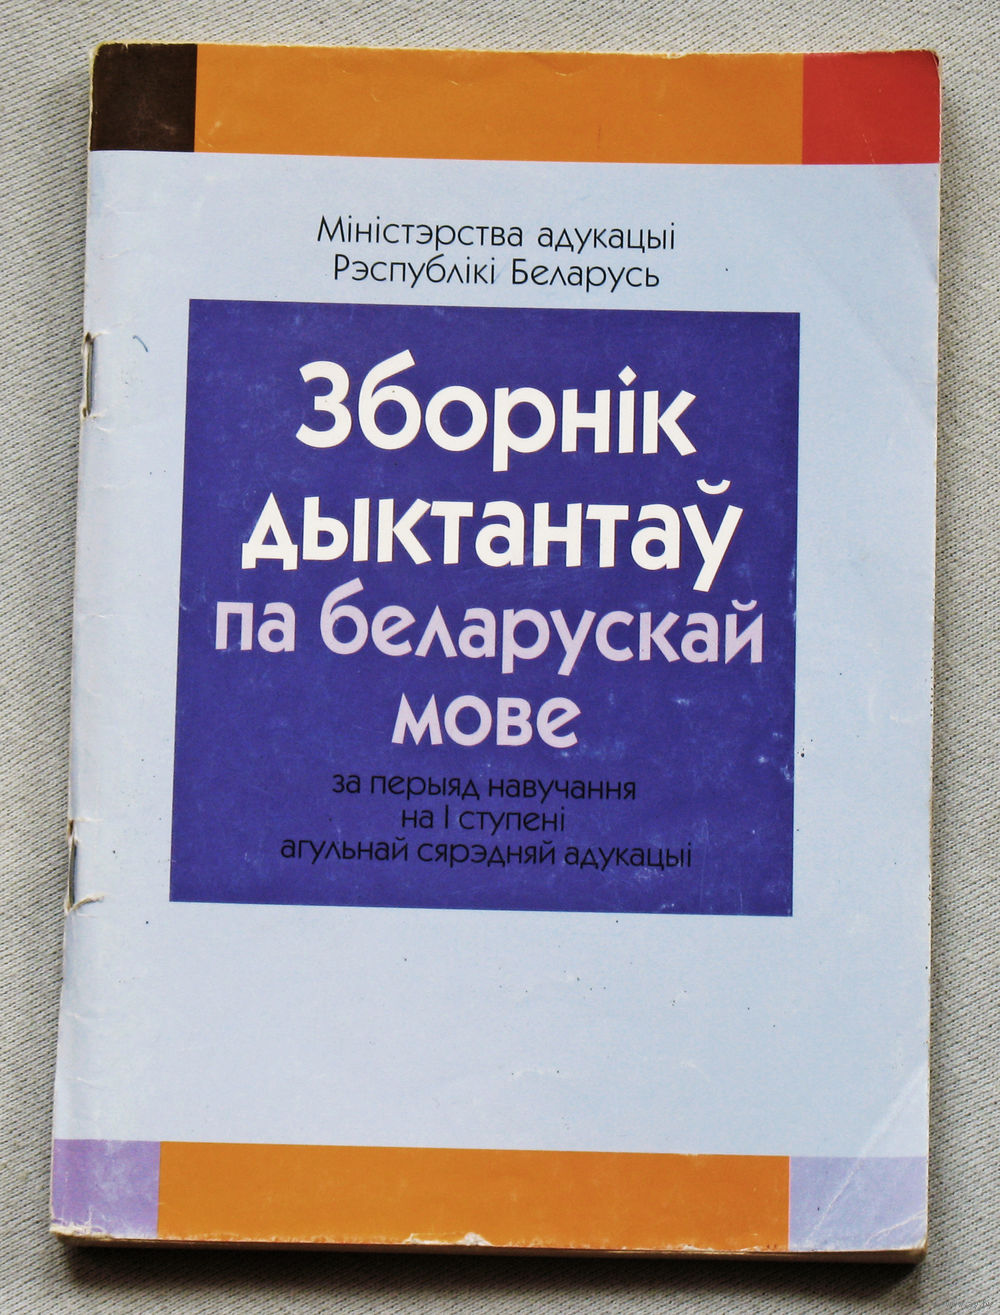 Міністэрства адукацыі
Рэспублікі Беларусь
Зборнік
дыктантаў
па беларускай
мове
за перыяд навучання
на І ступені
агульнай сярэдняй адукацыі